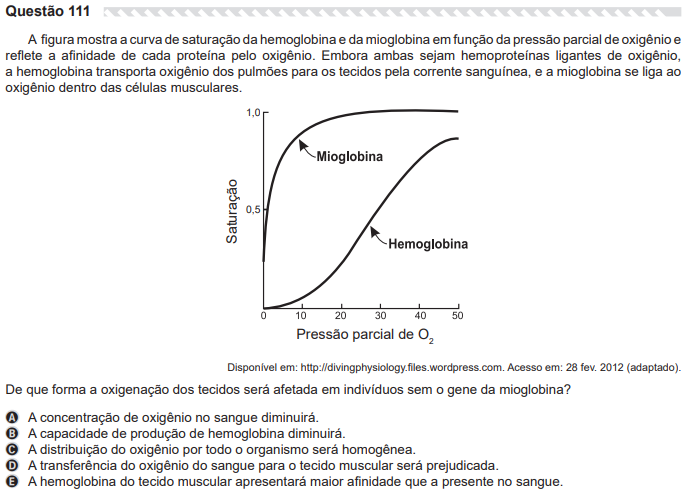 Questão 111
A figura mostra a curva de saturação da hemoglobina e da mioglobina em função da pressão parcial de oxigênio e
reflete a afinidade de cada proteína pelo oxigênio. Embora ambas sejam hemoproteínas ligantes de oxigênio,
a hemoglobina transporta oxigênio dos pulmões para os tecidos pela corrente sanguínea, e a mioglobina se liga ao
oxigênio dentro das células musculares.
1,0
Mioglobina
Saturação
0,5
Hemoglobina
0 10 20 30 40 50
Pressão parcial de O₂
Disponível em: http://divingphysiology.files.wordpress.com. Acesso em: 28 fev. 2012 (adaptado).
De que forma a oxigenação dos tecidos será afetada em indivíduos sem o gene da mioglobina?
A A concentração de oxigênio no sangue diminuirá.
B A capacidade de produção de hemoglobina diminuirá.
C A distribuição do oxigênio por todo o organismo será homogênea.
D A transferência do oxigênio do sangue para o tecido muscular será prejudicada.
E A hemoglobina do tecido muscular apresentará maior afinidade que a presente no sangue.